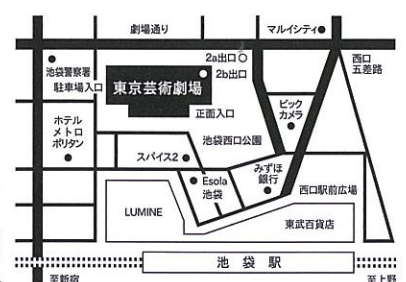 劇場通り
マルイシティ
2a出口
2b出口
西口
五差路
池袋警察署
駐車場入口
東京芸術劇場
正面入口
ビック
カメラ
ホテル
メトロ
ポリタン
池袋西口公園
スパイス2
Esola
池袋
みずほ
銀行
西口駅前広場
LUMINE
東武百貨店
池袋駅
至新宿
至上野